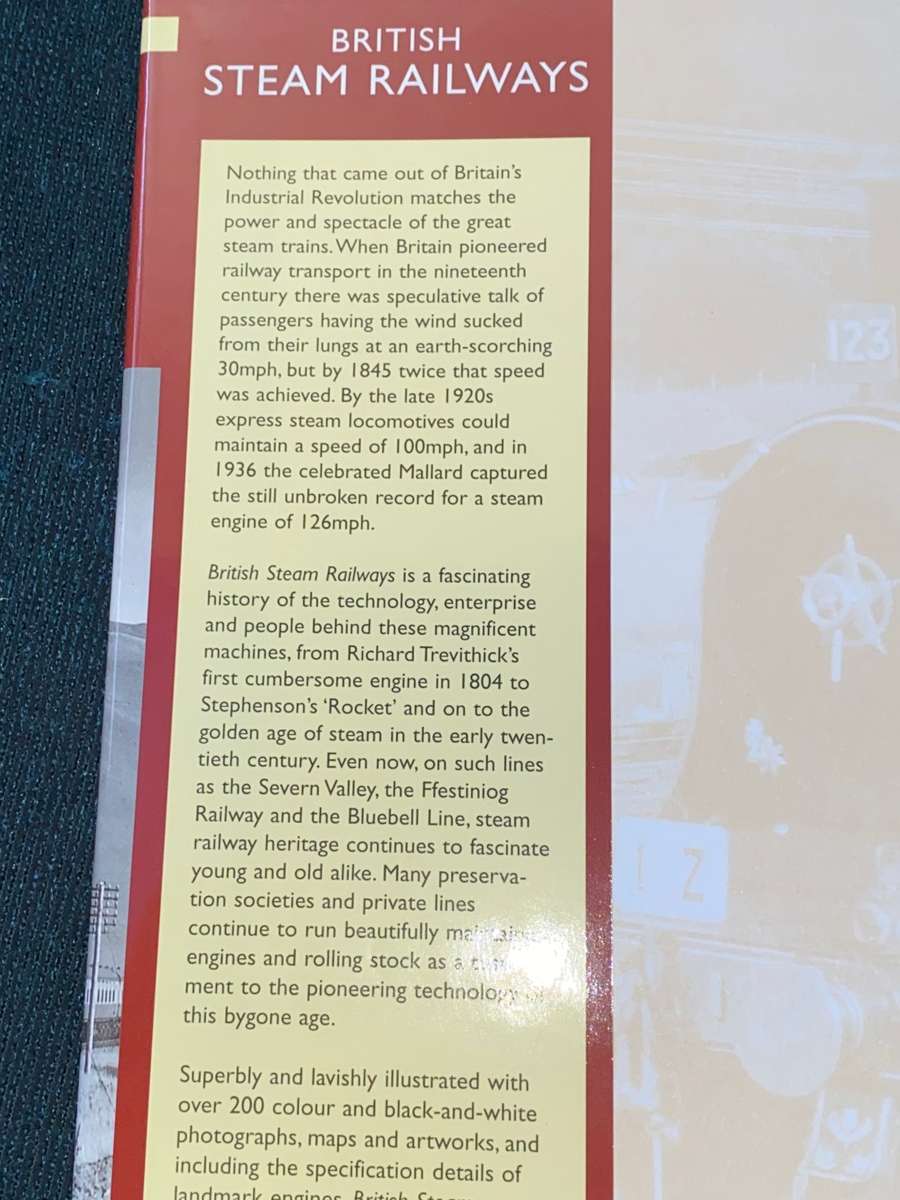 BRITISH
STEAM RAILWAYS
Nothing that came out of Britain's
Industrial Revolution matches the
power and spectacle of the great
steam trains. When Britain pioneered
railway transport in the nineteenth
century there was speculative talk of
passengers having the wind sucked
from their lungs at an earth-scorching
30mph, but by 1845 twice that speed
was achieved. By the late 1920s
express steam locomotives could
maintain a speed of 100mph, and in
1936 the celebrated Mallard captured
the still unbroken record for a steam
engine of 126mph.
British Steam Railways is a fascinating
history of the technology, enterprise
and people behind these magnificent
machines, from Richard Trevithick's
first cumbersome engine in 1804 to
Stephenson's 'Rocket' and on to the
golden age of steam in the early twen-
tieth century. Even now, on such lines
as the Severn Valley, the Ffestiniog
Railway and the Bluebell Line, steam
railway heritage continues to fascinate
young and old alike. Many preserva-
tion societies and private lines
continue to run beautifully
engines and rolling stock as a
ment to the pioneering technology
this bygone age.
Superbly and lavishly illustrated with
over 200 colour and black-and-white
photographs, maps and artworks, and
including the specification details of
landmark engines, British
123
1 Z